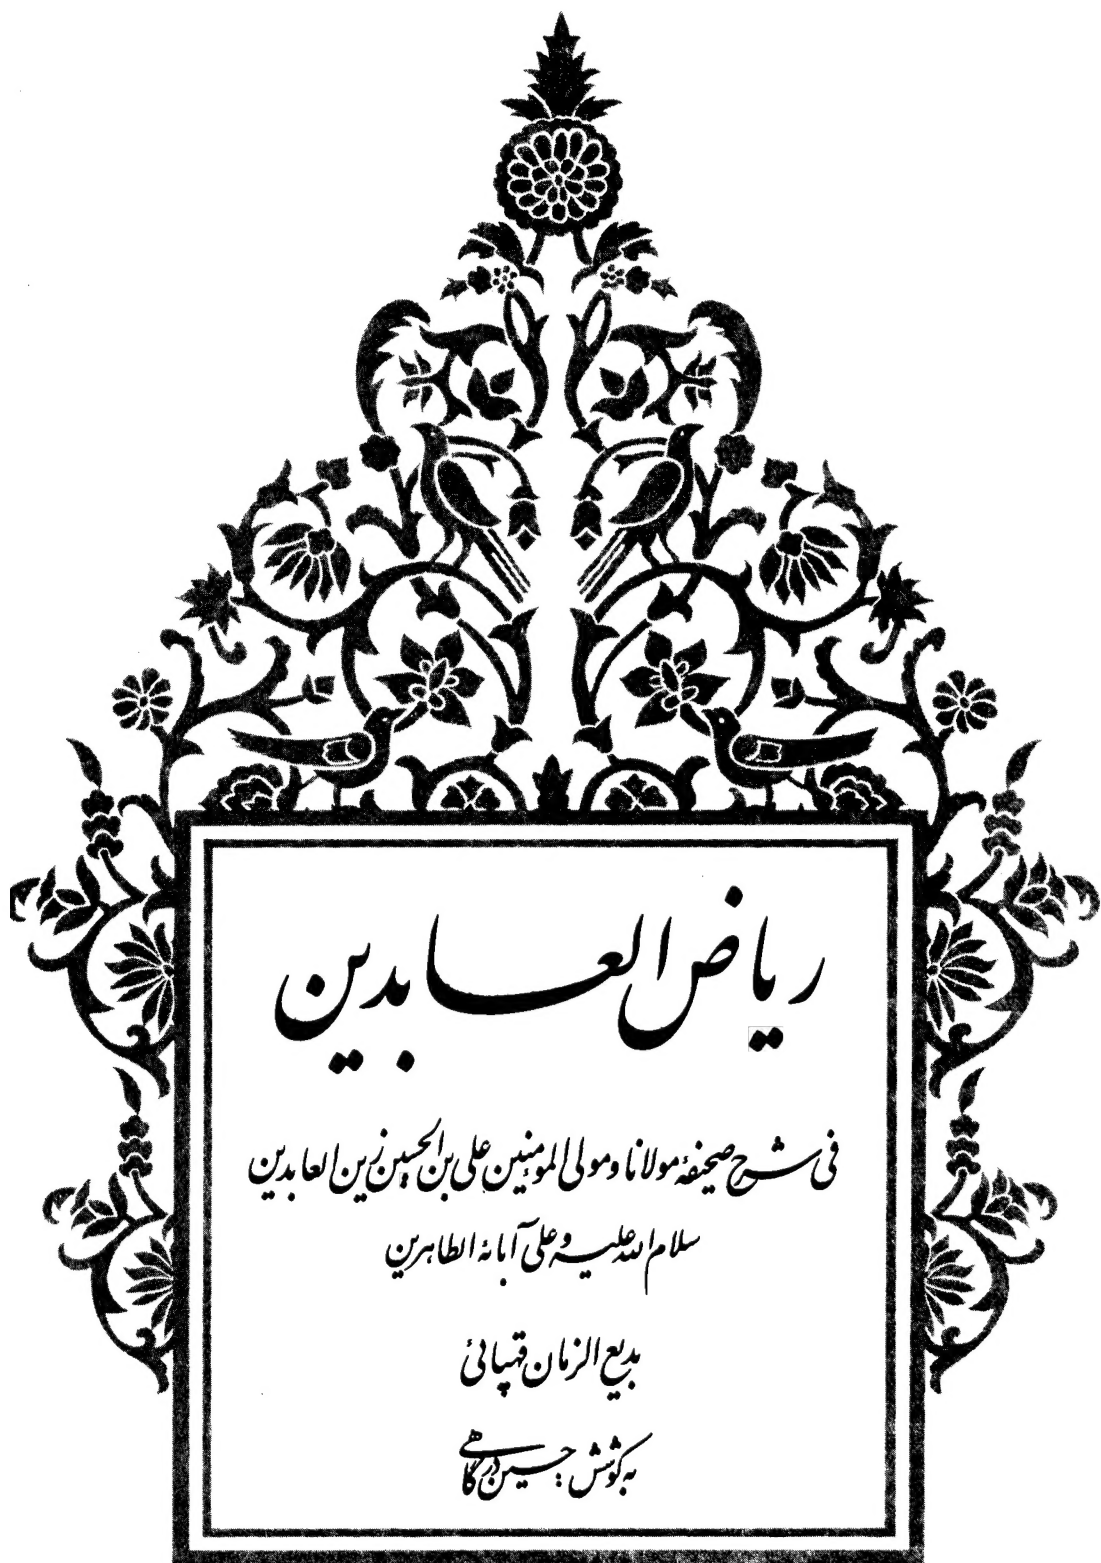 ریاض العابدین
فی شرح صحیفهٔ مولانا و مولی المؤمنین علی بن الحسین زین العابدین
سلام الله علیه و علی آبائه الطاهرین
بدیع الزمان قهپائی
به کوشش حسین درگاهی